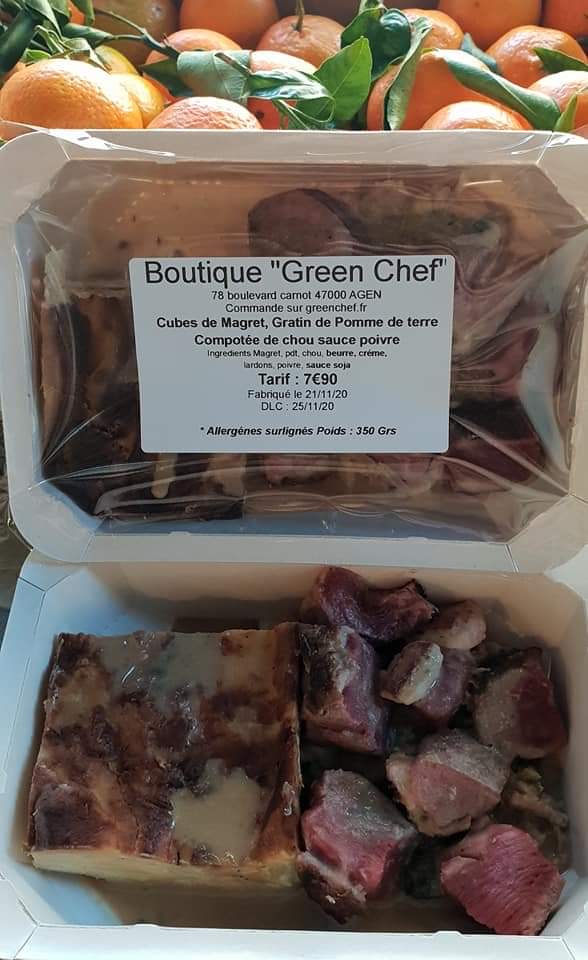 Boutique "Green Chef"
78 boulevard carnot 47000 AGEN
Commande sur greenchef.fr
Cubes de Magret, Gratin de Pomme de terre
Compotée de chou sauce poivre
Ingredients Magret, pdt, chou, beurre, créme,
lardons, poivre, sauce soja
Tarif : 7€90
Fabriqué le 21/11/20
DLC : 25/11/20
* Allergénes surlignés Poids : 350 Grs